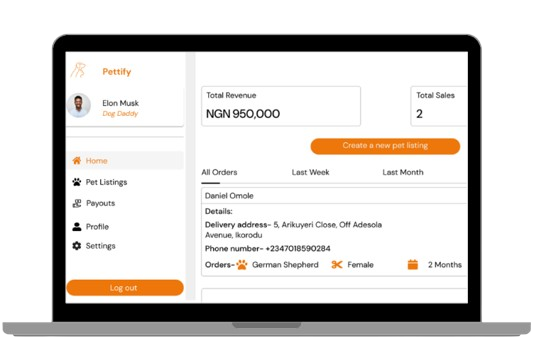 Pettify
Elon Musk
Dog Daddy
Home
Pet Listings
Payouts
Profile
Settings
Log out
Total Revenue
NGN 950,000
Total Sales
2
Create a new pet listing
All Orders
Last Week
Last Month
Daniel Omole
Details:
Delivery address- 5, Arikuyeri Close, Off Adesola
Avenue, Ikorodu
Phone number- +2347018590284
Orders- German Shepherd Female 2 Months